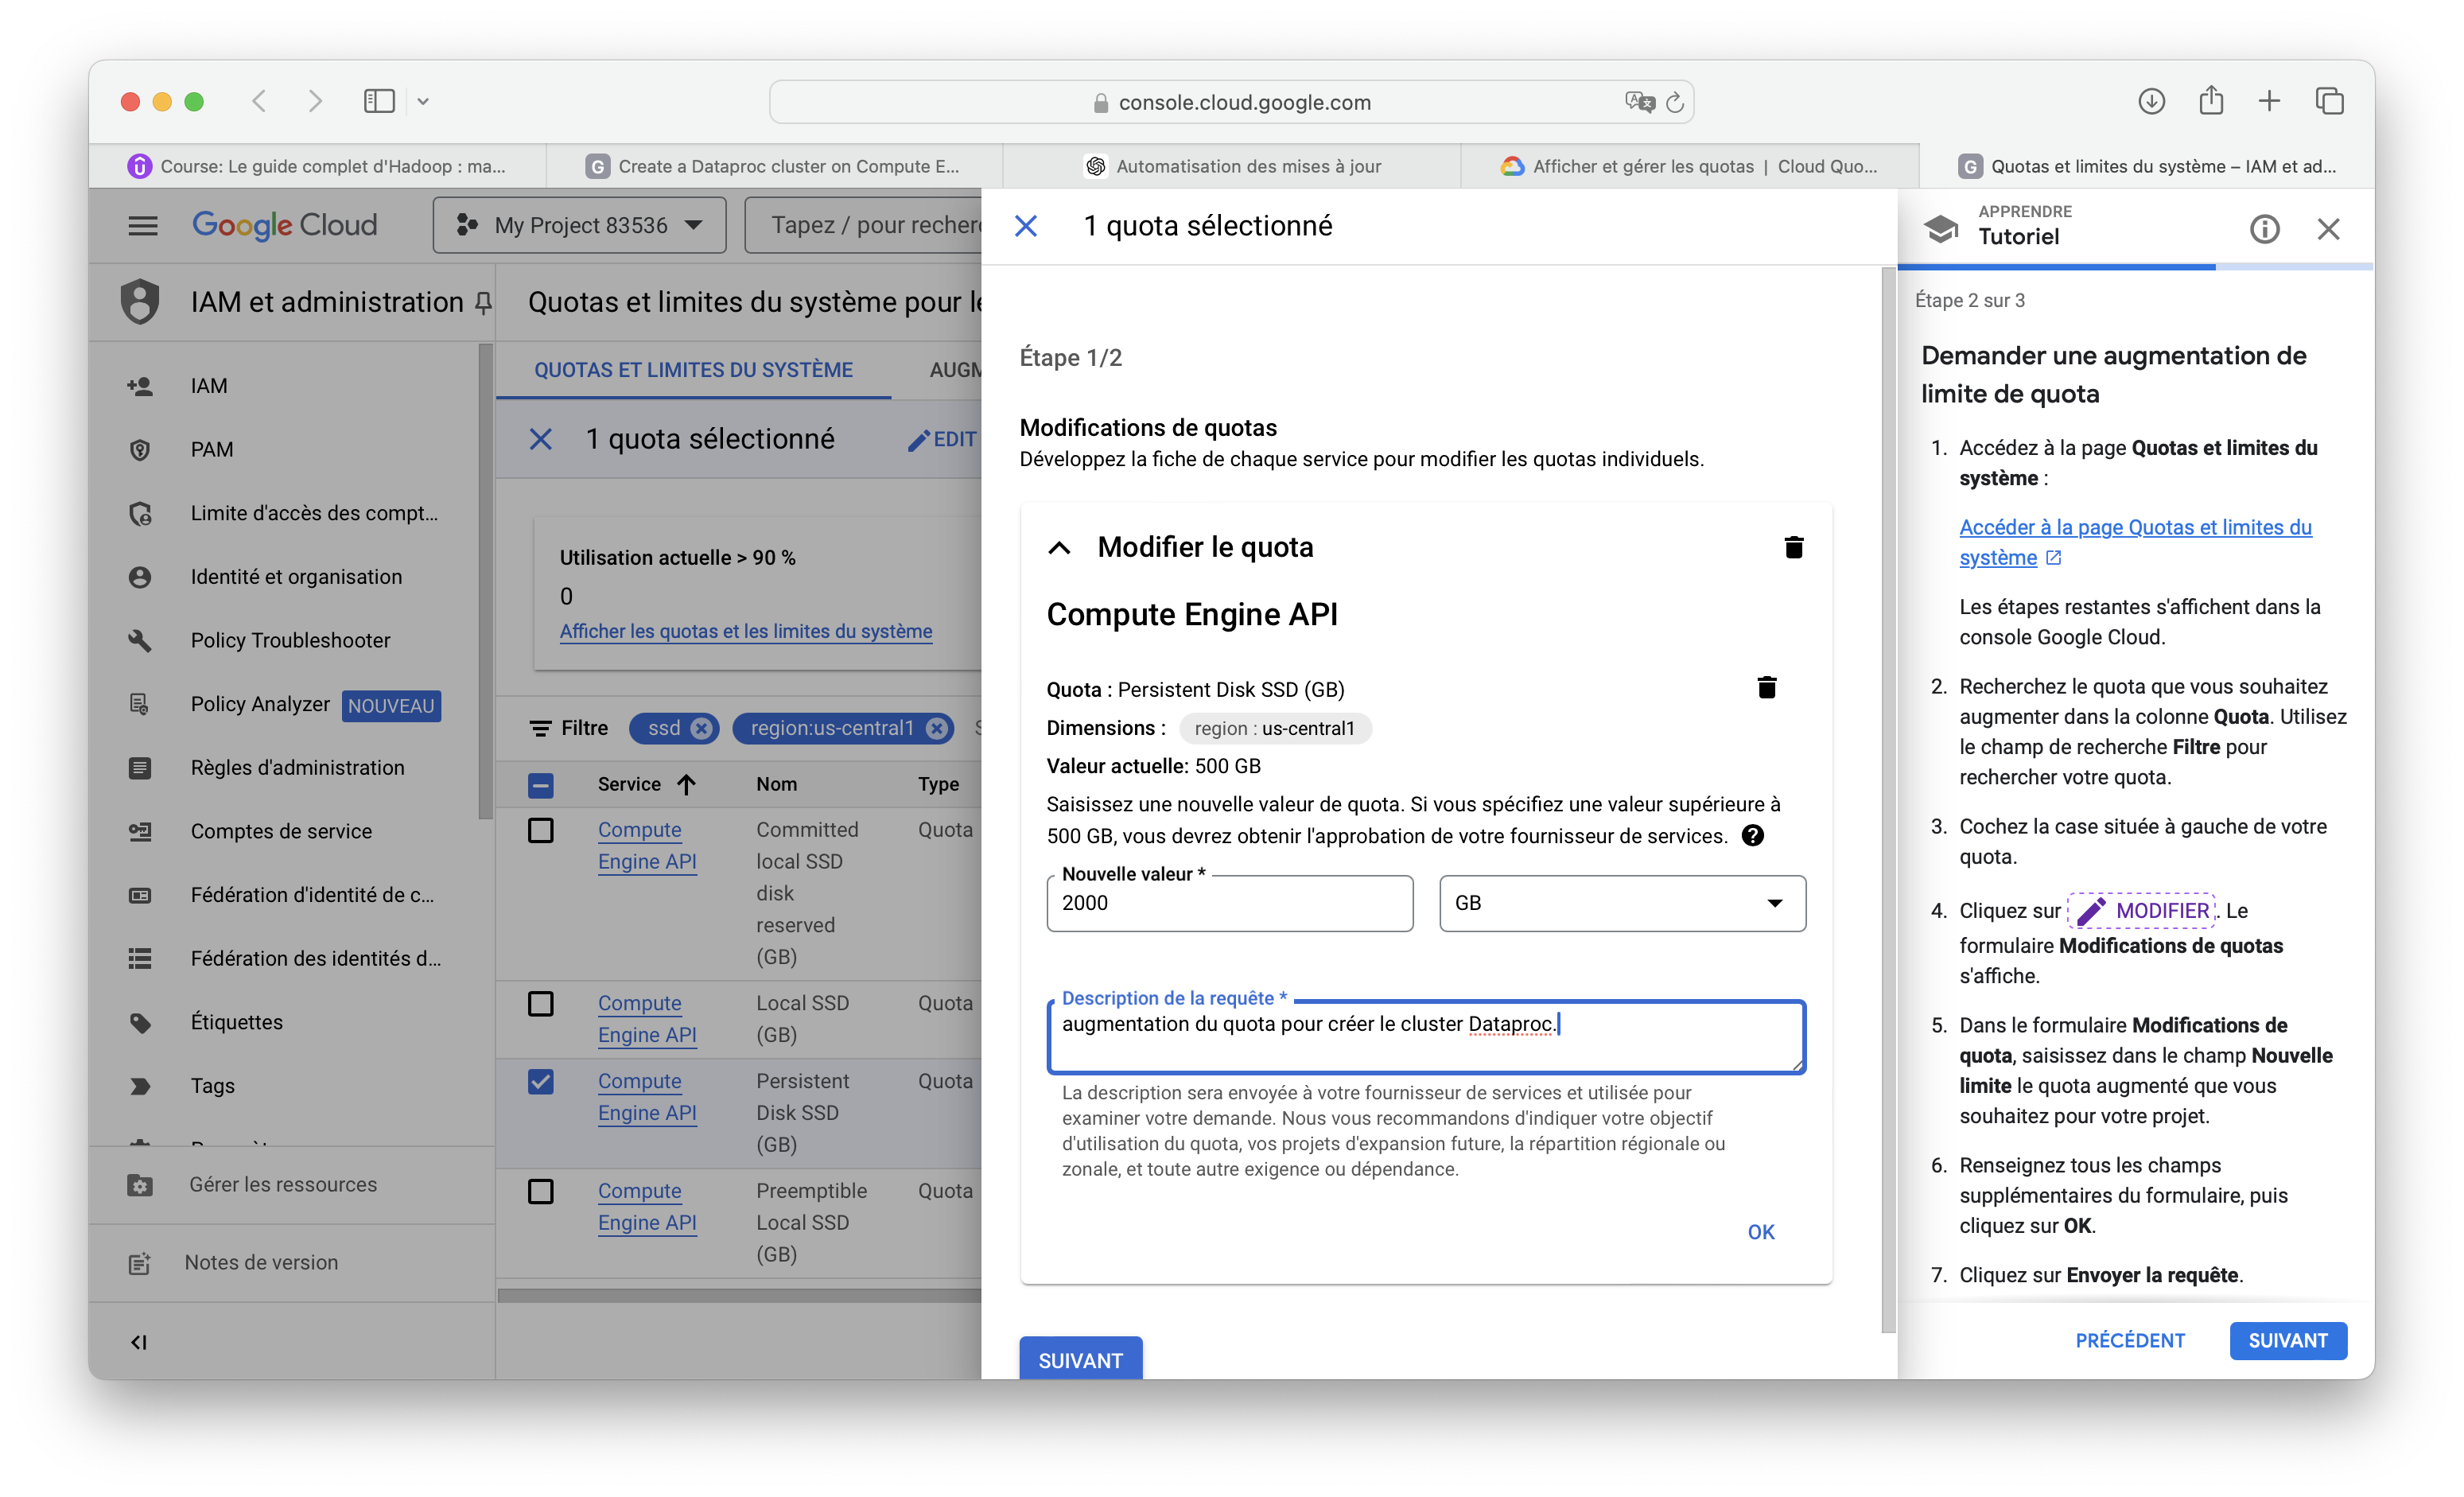 console.cloud.google.com
Course: Le guide complet d'Hadoop : ma...
Create a Dataproc cluster on Compute E...
Automatisation des mises à jour
Afficher et gérer les quotas | Cloud Quo...
Quotas et limites du système – IAM et ad...
Google Cloud
My Project 83536
Tapez / pour recher
IAM et administration
IAM
PAM
Limite d'accès des compt...
Identité et organisation
Policy Troubleshooter
Policy Analyzer NOUVEAU
Règles d'administration
Comptes de service
Fédération d'identité de c...
Fédération des identités d...
Étiquettes
Tags
Gérer les ressources
Notes de version
Quotas et limites du système pour
QUOTAS ET LIMITES DU SYSTÈME
AUGM
1 quota sélectionné
EDIT
Utilisation actuelle > 90 %
0
Afficher les quotas et les limites du système
Filtre
ssd
region:us-central1
Service Nom Type
Compute Engine API
Committed local SSD disk reserved (GB)
Quota
Compute Engine API
Local SSD (GB)
Quota
Compute Engine API
Persistent Disk SSD (GB)
Quota
Compute Engine API
Preemptible Local SSD (GB)
Quota
1 quota sélectionné
Étape 1/2
Modifications de quotas
Développez la fiche de chaque service pour modifier les quotas individuels.
Modifier le quota
Compute Engine API
Quota : Persistent Disk SSD (GB)
Dimensions : region : us-central1
Valeur actuelle: 500 GB
Saisissez une nouvelle valeur de quota. Si vous spécifiez une valeur supérieure à
500 GB, vous devrez obtenir l'approbation de votre fournisseur de services.
Nouvelle valeur *
2000
GB
Description de la requête *
augmentation du quota pour créer le cluster Dataproc.
La description sera envoyée à votre fournisseur de services et utilisée pour
examiner votre demande. Nous vous recommandons d'indiquer votre objectif
d'utilisation du quota, vos projets d'expansion future, la répartition régionale ou
zonale, et toute autre exigence ou dépendance.
OK
SUIVANT
APPRENDRE
Tutoriel
Étape 2 sur 3
Demander une augmentation de
limite de quota
1. Accédez à la page Quotas et limites du
système :
Accéder à la page Quotas et limites du
système
Les étapes restantes s'affichent dans la
console Google Cloud.
2. Recherchez le quota que vous souhaitez
augmenter dans la colonne Quota. Utilisez
le champ de recherche Filtre pour
rechercher votre quota.
3. Cochez la case située à gauche de votre
quota.
4. Cliquez sur MODIFIER. Le
formulaire Modifications de quotas
s'affiche.
5. Dans le formulaire Modifications de
quota, saisissez dans le champ Nouvelle
limite le quota augmenté que vous
souhaitez pour votre projet.
6. Renseignez tous les champs
supplémentaires du formulaire, puis
cliquez sur OK.
7. Cliquez sur Envoyer la requête.
PRÉCÉDENT
SUIVANT